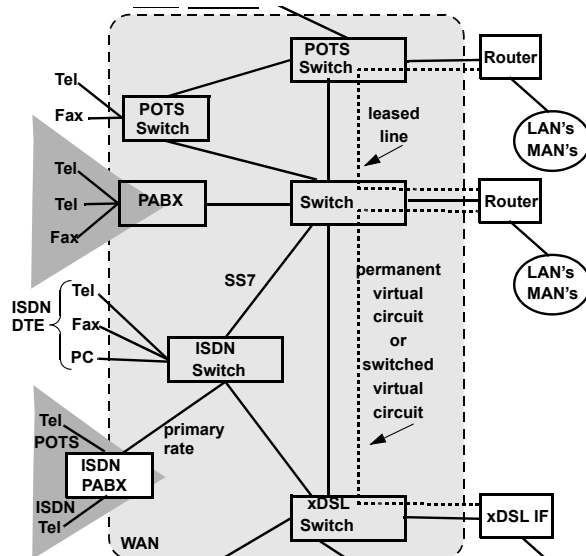 POTS
Switch
Router
Tel
Fax
POTS
Switch
leased
line
LAN's
MAN's
Tel
Tel
Fax
PABX
Switch
Router
SS7
permanent
virtual
circuit
or
switched
virtual
circuit
LAN's
MAN's
ISDN
DTE
Tel
Fax
PC
ISDN
Switch
Tel
POTS
primary
rate
ISDN
PABX
ISDN
Tel
xDSL
Switch
xDSL IF
WAN